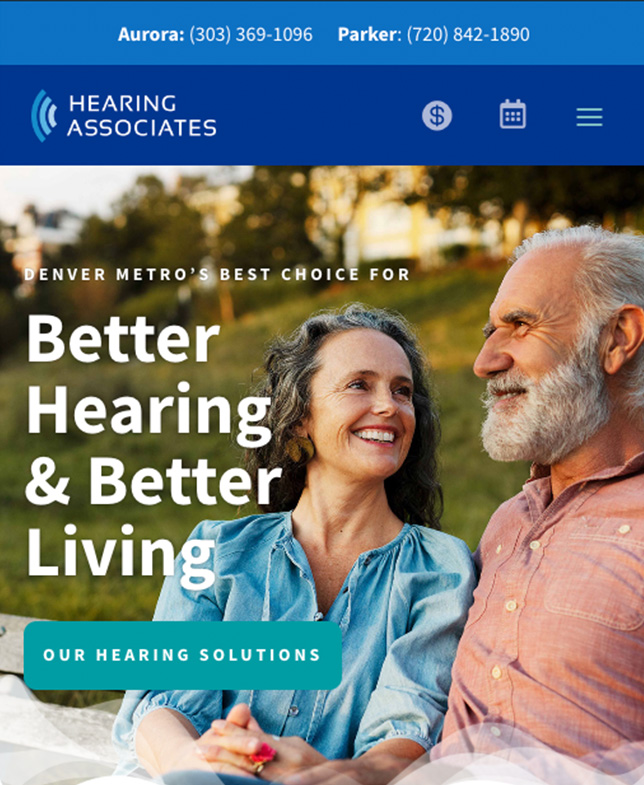 Aurora: (303) 369-1096 Parker: (720) 842-1890
HEARING
ASSOCIATES
DENVER METRO’S BEST CHOICE FOR
Better
Hearing
& Better
Living
OUR HEARING SOLUTIONS